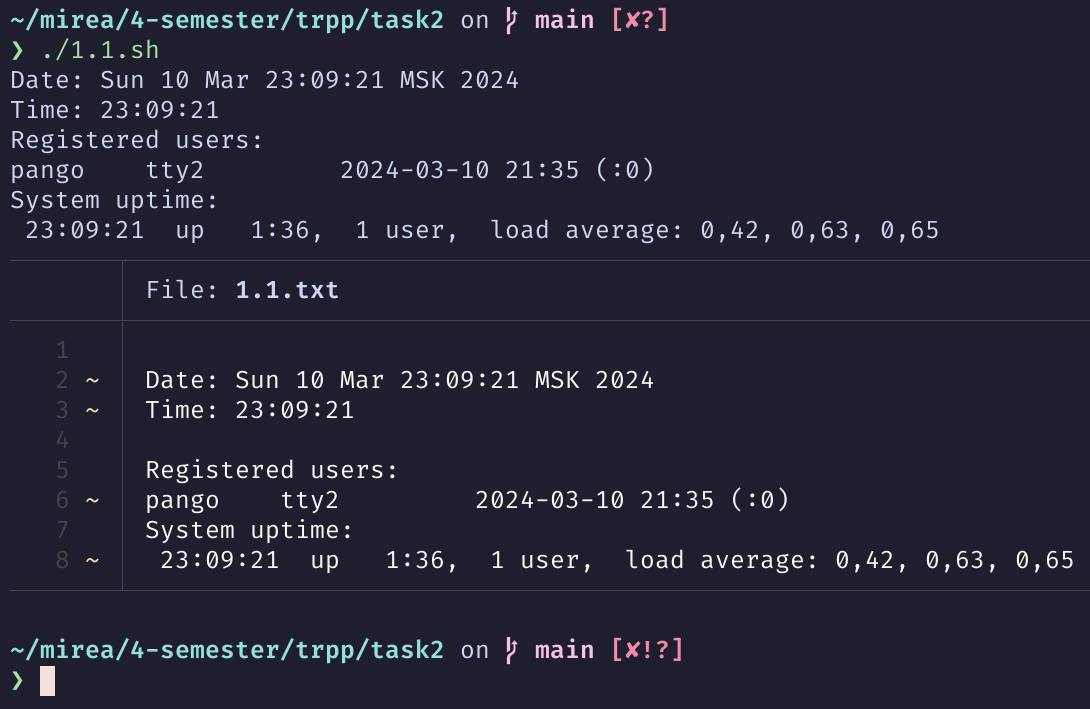 ~/mirea/4-semester/trpp/task2 on  main [✘?]
❯ ./1.1.sh
Date: Sun 10 Mar 23:09:21 MSK 2024
Time: 23:09:21
Registered users:
pango    tty2         2024-03-10 21:35 (:0)
System uptime:
 23:09:21  up   1:36,  1 user,  load average: 0,42, 0,63, 0,65
File: 1.1.txt
1
2 ~ Date: Sun 10 Mar 23:09:21 MSK 2024
3 ~ Time: 23:09:21
4
5 Registered users:
6 ~ pango    tty2         2024-03-10 21:35 (:0)
7 System uptime:
8 ~  23:09:21  up   1:36,  1 user,  load average: 0,42, 0,63, 0,65
~/mirea/4-semester/trpp/task2 on  main [✘!?]
❯